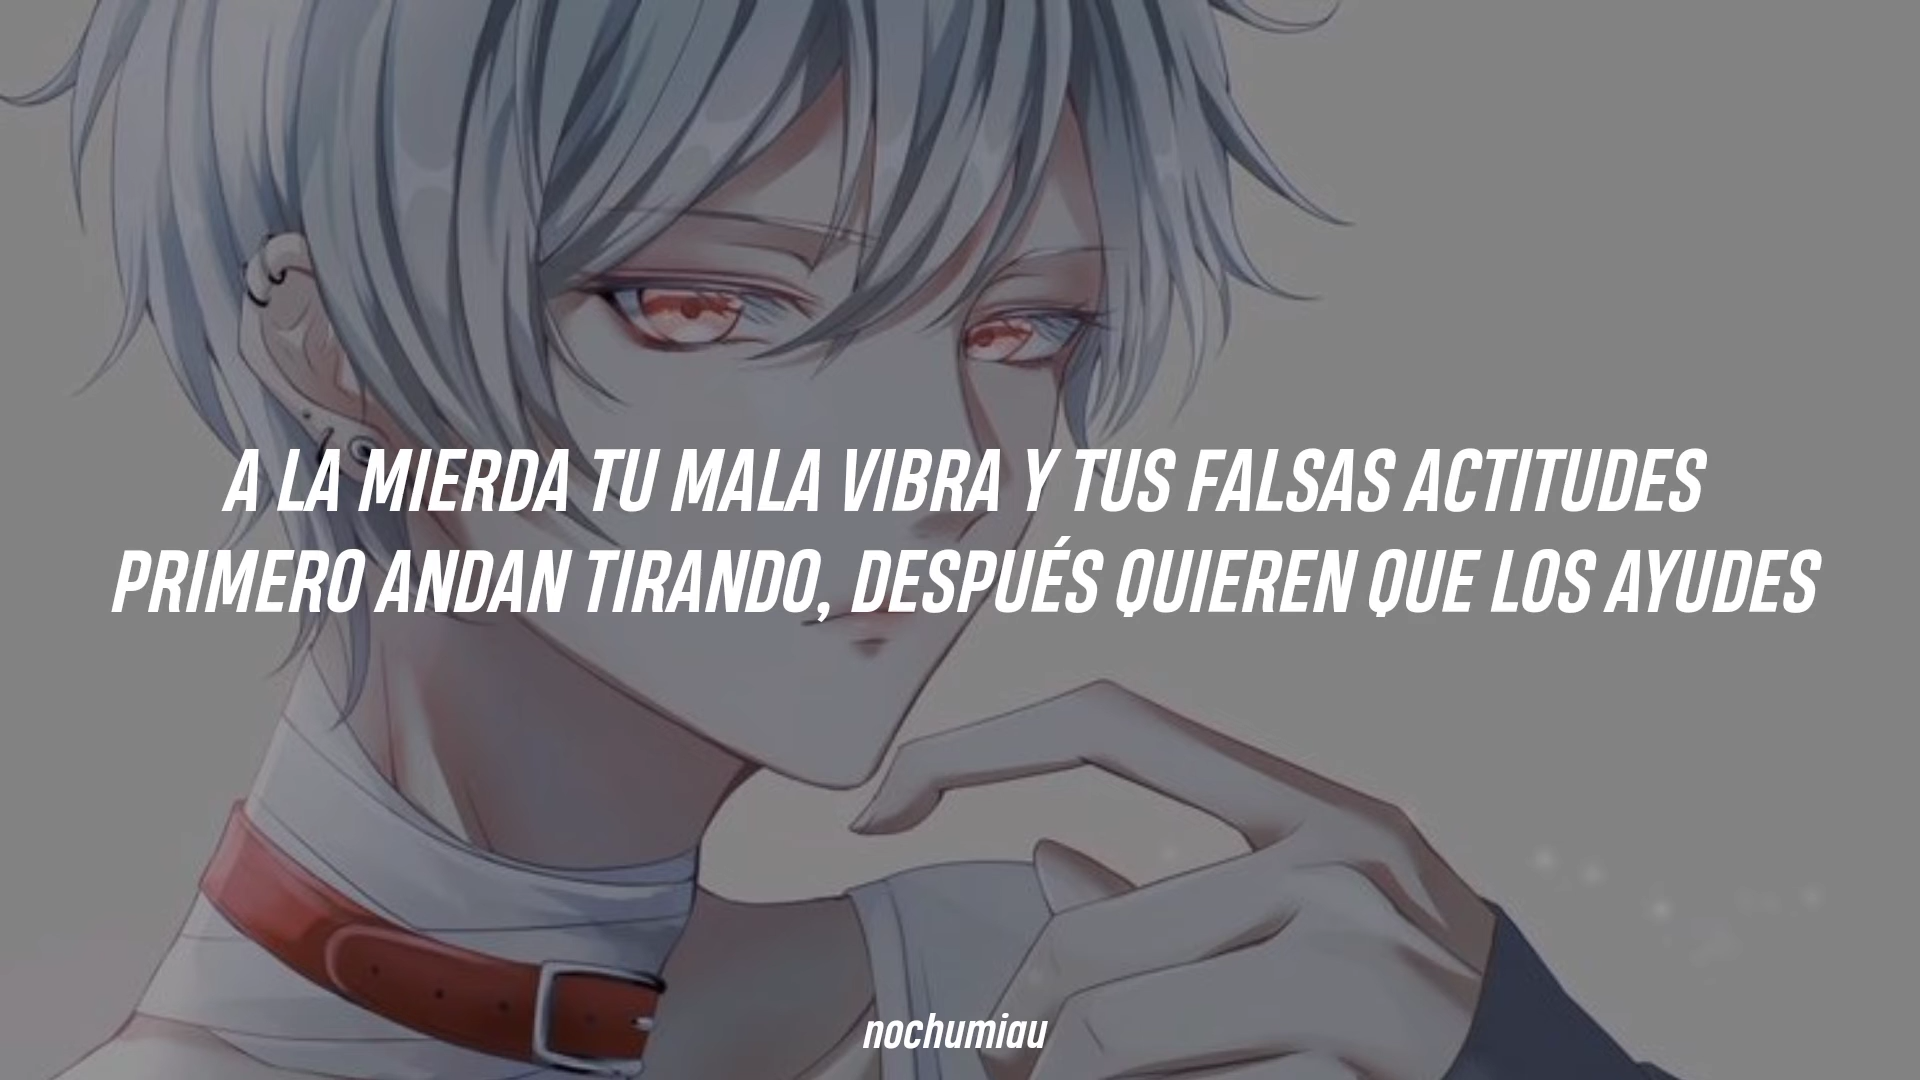 A LA MIERDA TU MALA VIBRA Y TUS FALSAS ACTITUDES
PRIMERO ANDAN TIRANDO, DESPUÉS QUIEREN QUE LOS AYUDES
nochumiau